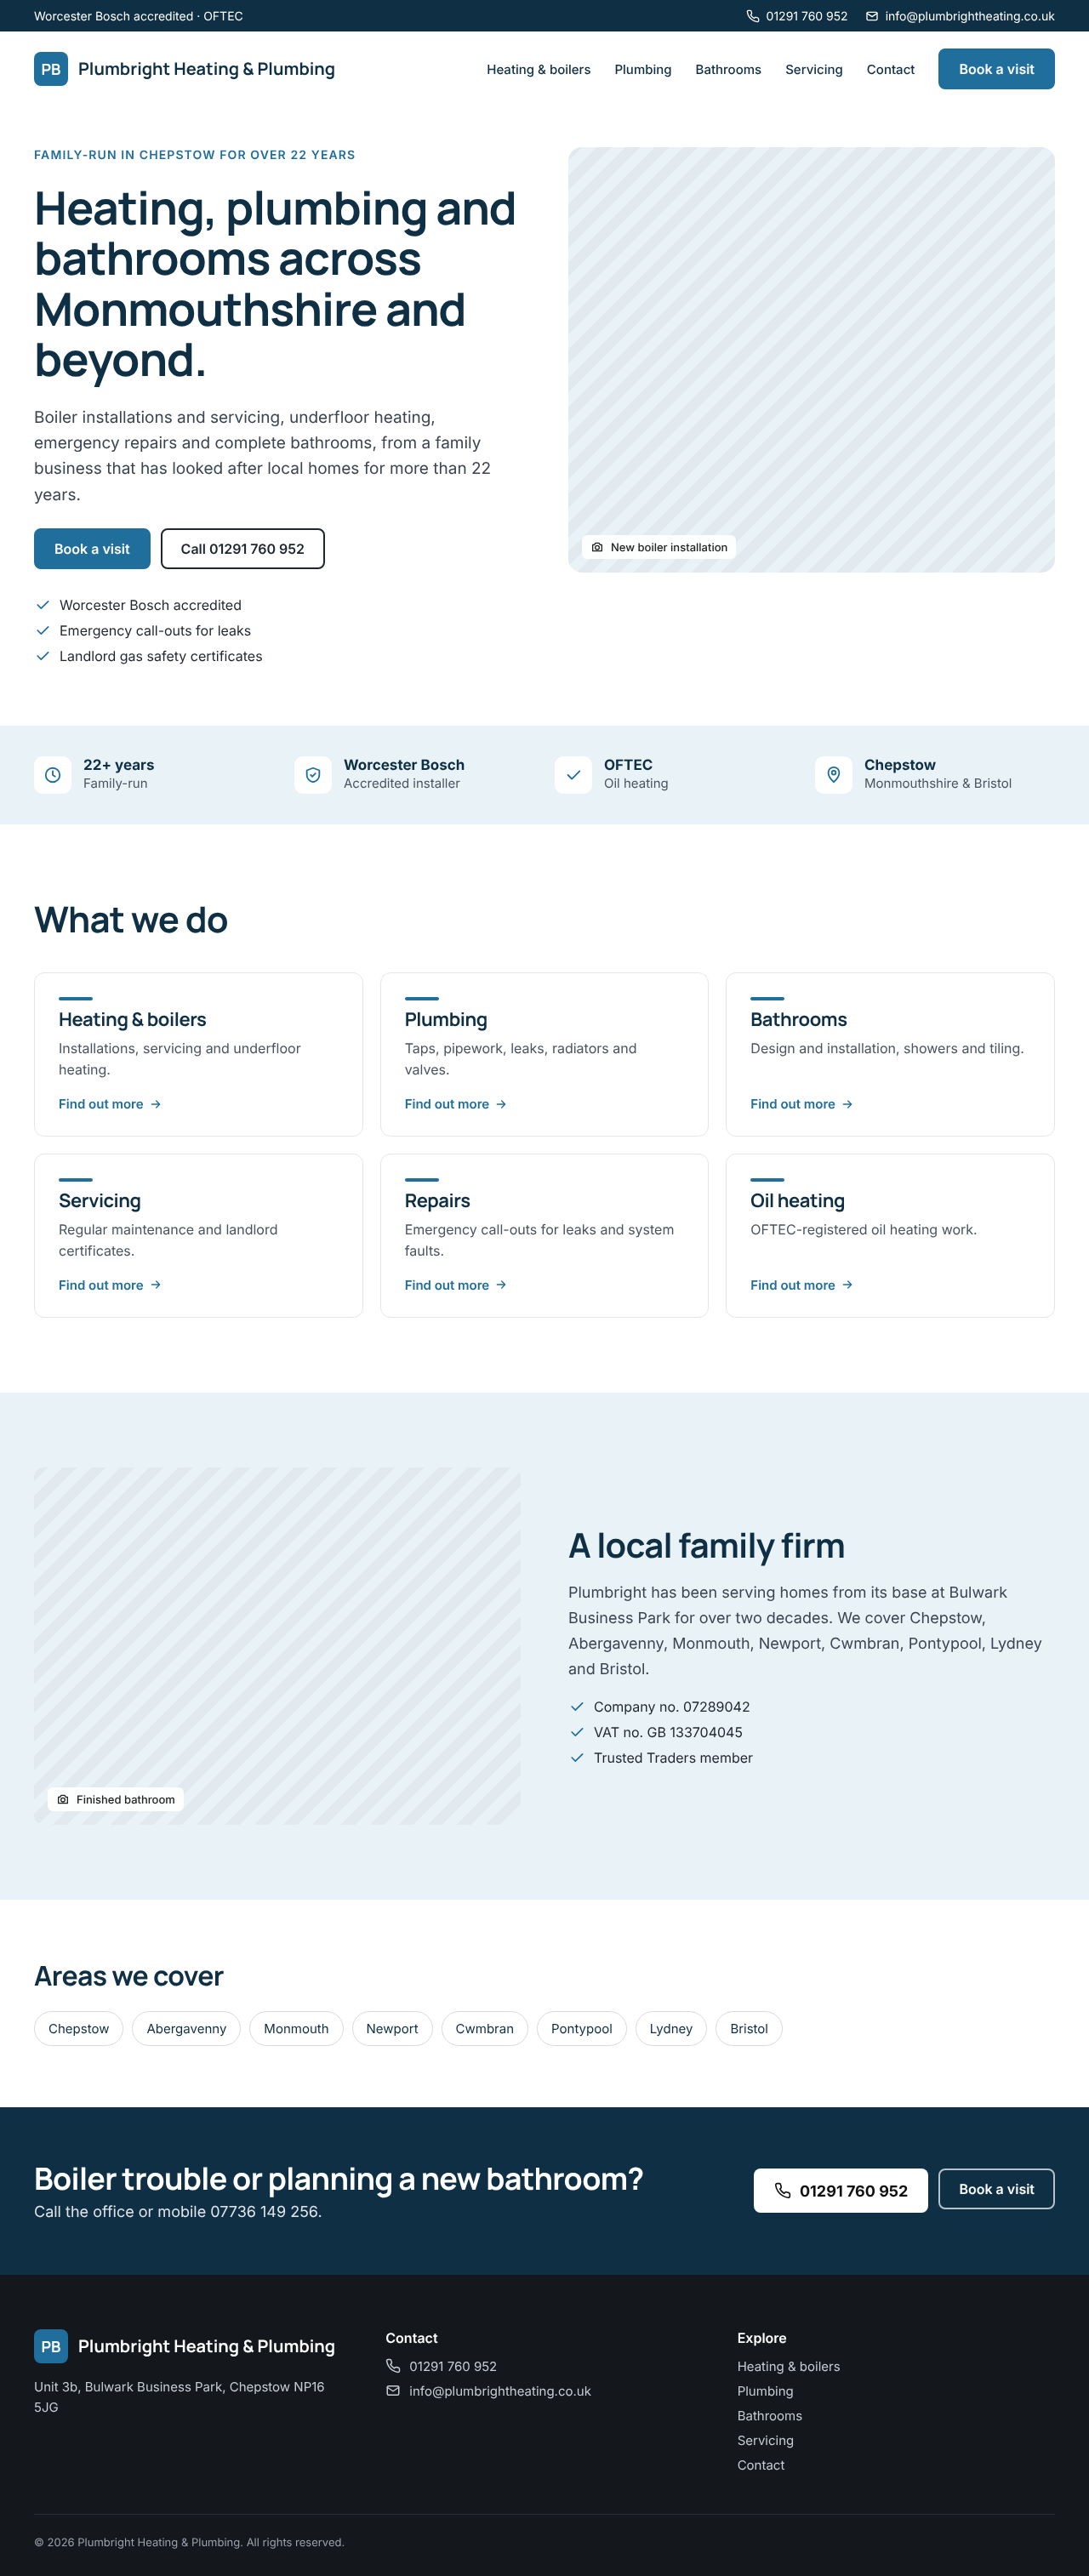 Worcester Bosch accredited · OFTEC
01291 760 952
info@plumbrightheating.co.uk
PB
Plumbright Heating & Plumbing
Heating & boilers
Plumbing
Bathrooms
Servicing
Contact
Book a visit
FAMILY-RUN IN CHEPSTOW FOR OVER 22 YEARS
Heating, plumbing and
bathrooms across
Monmouthshire and
beyond.
Boiler installations and servicing, underfloor heating,
emergency repairs and complete bathrooms, from a family
business that has looked after local homes for more than 22
years.
Book a visit
Call 01291 760 952
Worcester Bosch accredited
Emergency call-outs for leaks
Landlord gas safety certificates
New boiler installation
22+ years
Family-run
Worcester Bosch
Accredited installer
OFTEC
Oil heating
Chepstow
Monmouthshire & Bristol
What we do
Heating & boilers
Installations, servicing and underfloor
heating.
Find out more
Plumbing
Taps, pipework, leaks, radiators and
valves.
Find out more
Bathrooms
Design and installation, showers and tiling.
Find out more
Servicing
Regular maintenance and landlord
certificates.
Find out more
Repairs
Emergency call-outs for leaks and system
faults.
Find out more
Oil heating
OFTEC-registered oil heating work.
Find out more
Finished bathroom
A local family firm
Plumbright has been serving homes from its base at Bulwark
Business Park for over two decades. We cover Chepstow,
Abergavenny, Monmouth, Newport, Cwmbran, Pontypool, Lydney
and Bristol.
Company no. 07289042
VAT no. GB 133704045
Trusted Traders member
Areas we cover
Chepstow
Abergavenny
Monmouth
Newport
Cwmbran
Pontypool
Lydney
Bristol
Boiler trouble or planning a new bathroom?
Call the office or mobile 07736 149 256.
01291 760 952
Book a visit
PB
Plumbright Heating & Plumbing
Unit 3b, Bulwark Business Park, Chepstow NP16
5JG
Contact
01291 760 952
info@plumbrightheating.co.uk
Explore
Heating & boilers
Plumbing
Bathrooms
Servicing
Contact
© 2026 Plumbright Heating & Plumbing. All rights reserved.